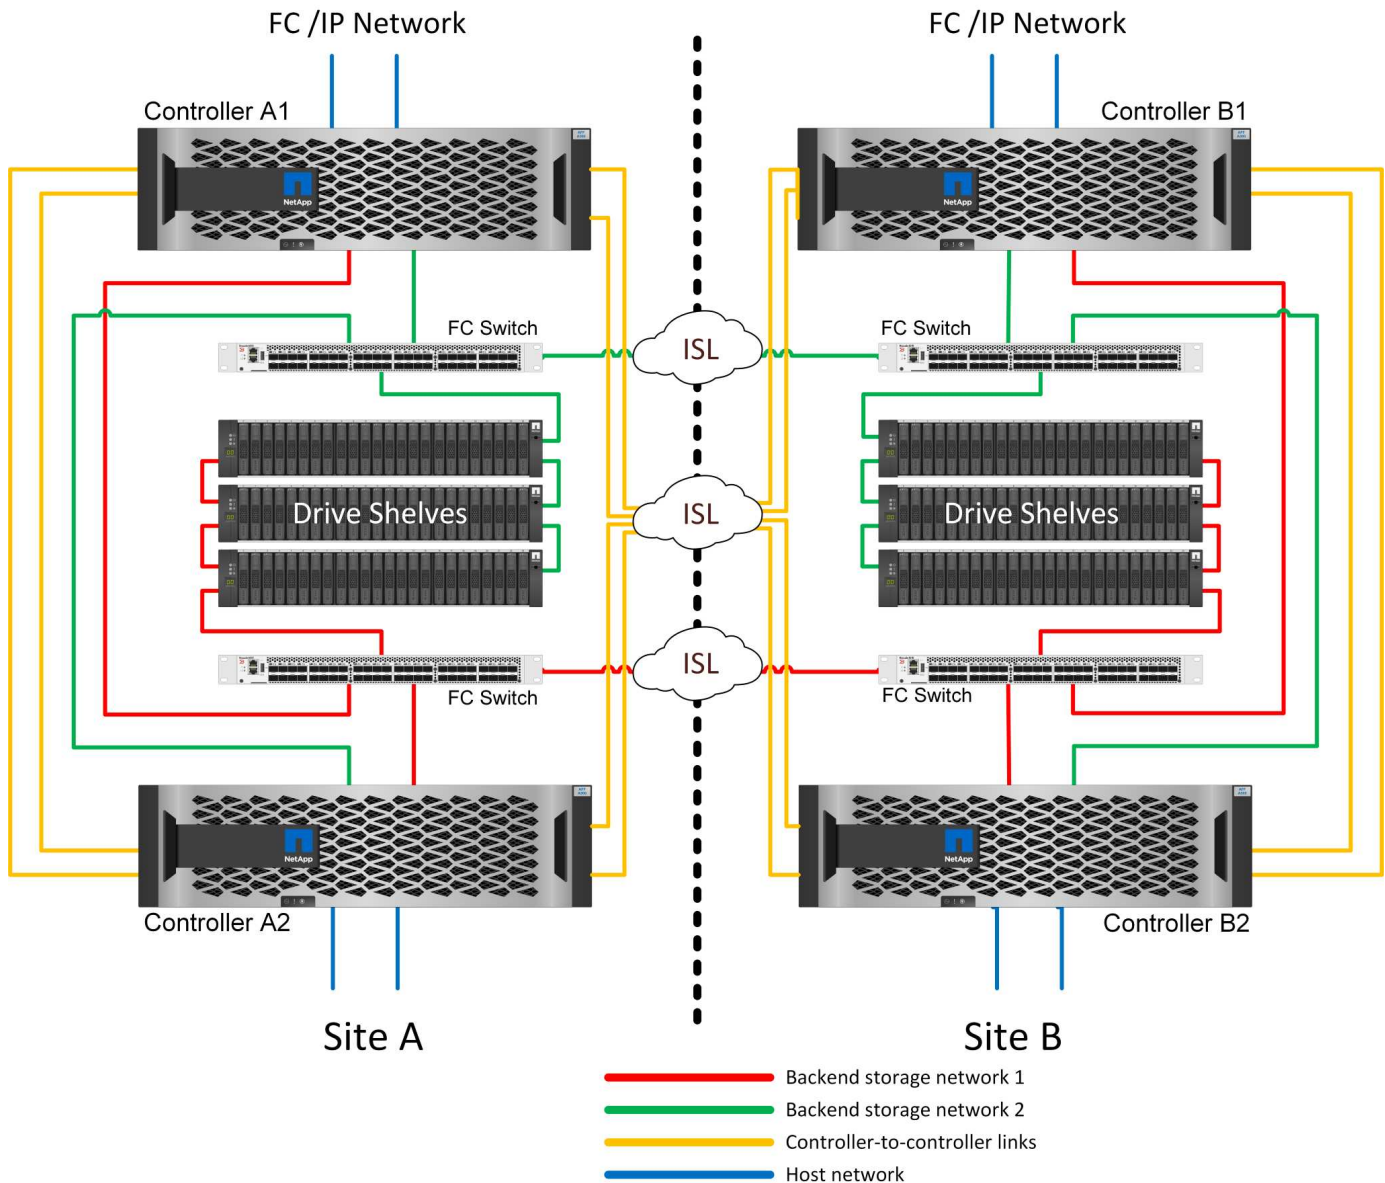 FC /IP Network
FC /IP Network
Controller A1
Controller B1
NetApp
NetApp
FC Switch
ISL
FC Switch
Drive Shelves
ISL
Drive Shelves
ISL
FC Switch
FC Switch
NetApp
NetApp
Controller A2
Controller B2
Site A
Site B
Backend storage network 1
Backend storage network 2
Controller-to-controller links
Host network